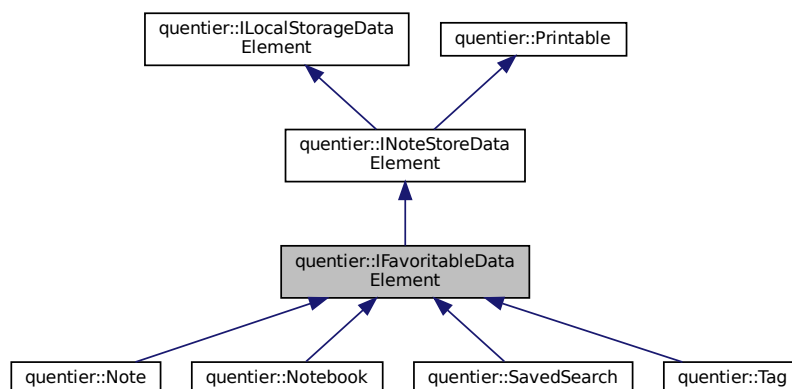 quentier::ILocalStorageData
Element
quentier::Printable
quentier::INoteStoreData
Element
quentier::IFavoritableData
Element
quentier::Note
quentier::Notebook
quentier::SavedSearch
quentier::Tag